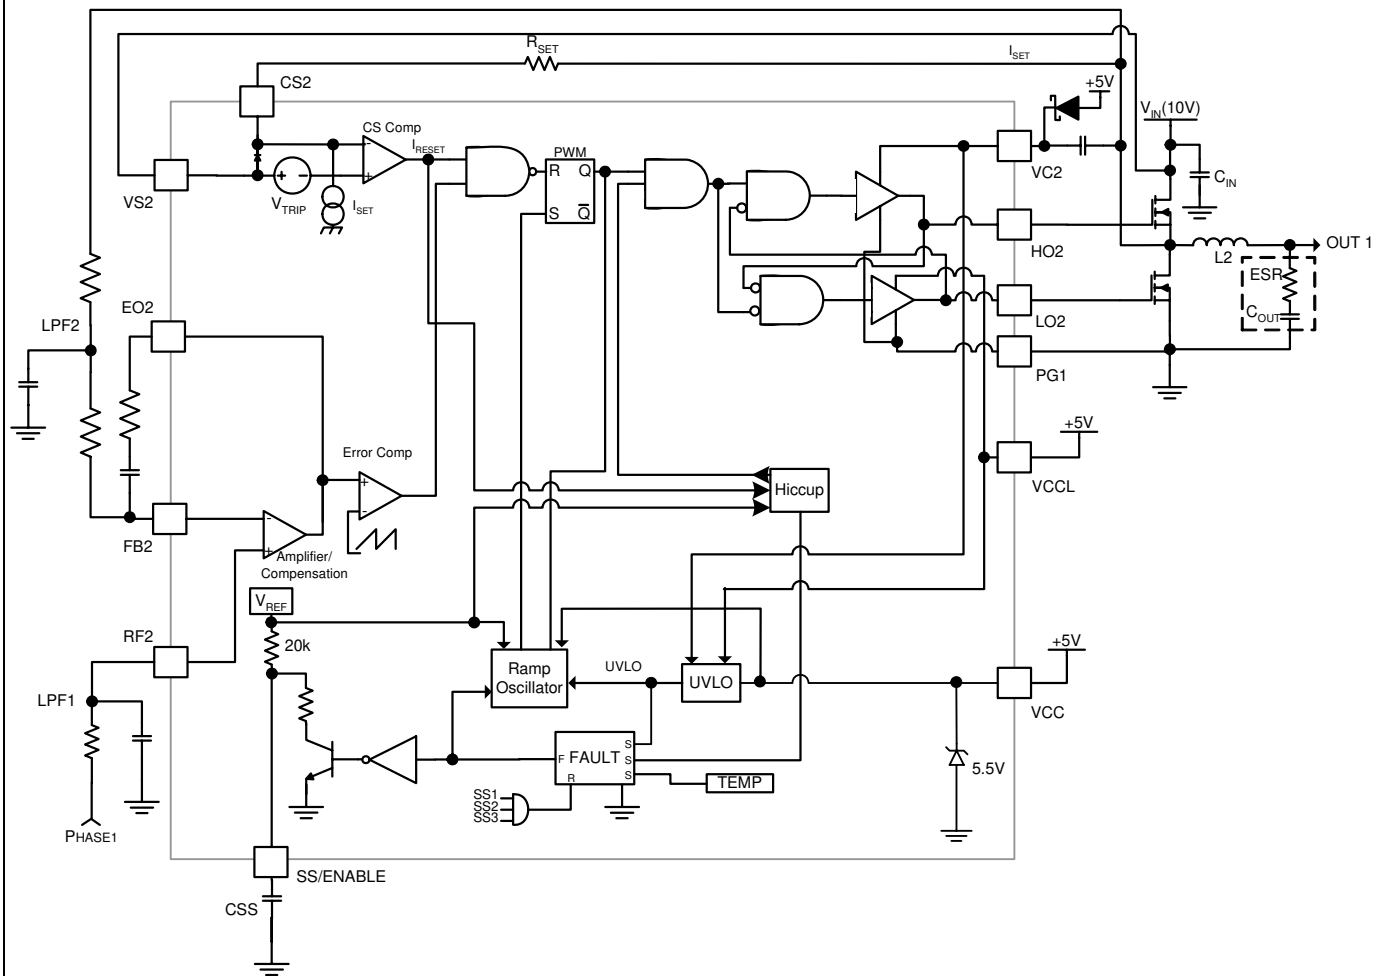 RSET
ISET
CS2
+5V
VIN(10V)
CS Comp
IRESET
PWM
R Q
S Q
VS2
VTRIP
ISET
VC2
CIN
HO2
OUT 1
L2
ESR
COUT
EO2
LPF2
LO2
PG1
+5V
Error Comp
Hiccup
VCCL
FB2
Amplifier/
Compensation
VREF
20k
RF2
+5V
UVLO
Ramp
Oscillator
UVLO
LPF1
VCC
S
F FAULT S
S
R
TEMP
5.5V
SS1
SS2
SS3
PHASE1
SS/ENABLE
CSS